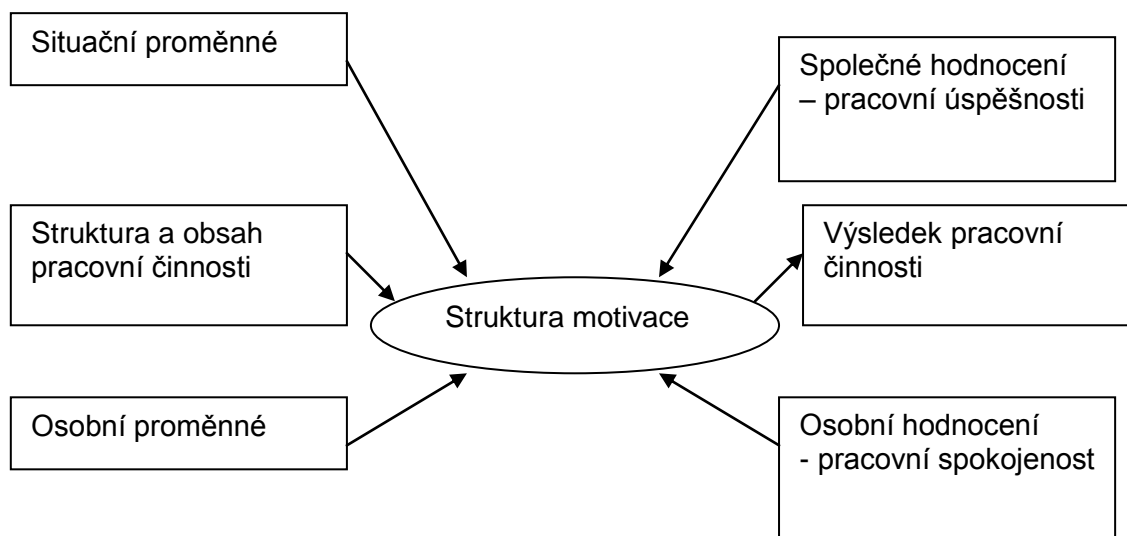 Situační proměnné
Společné hodnocení
– pracovní úspěšnosti
Struktura a obsah
pracovní činnosti
Výsledek pracovní
činnosti
Struktura motivace
Osobní proměnné
Osobní hodnocení
- pracovní spokojenost